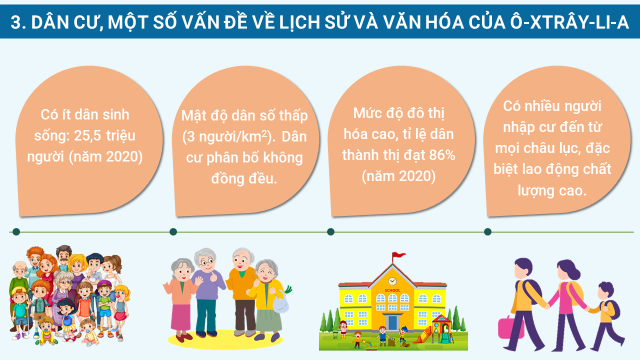 3. DÂN CƯ, MỘT SỐ VẤN ĐỀ VỀ LỊCH SỬ VÀ VĂN HÓA CỦA Ô-XTRÂY-LI-A
Có ít dân sinh
sống: 25,5 triệu
người (năm 2020)
Mật độ dân số thấp
(3 người/km²). Dân
cư phân bố không
đồng đều.
Mức độ đô thị
hóa cao, tỉ lệ dân
thành thị đạt 86%
(năm 2020)
Có nhiều người
nhập cư đến từ
mọi châu lục, đặc
biệt lao động chất
lượng cao.
SCHOOL